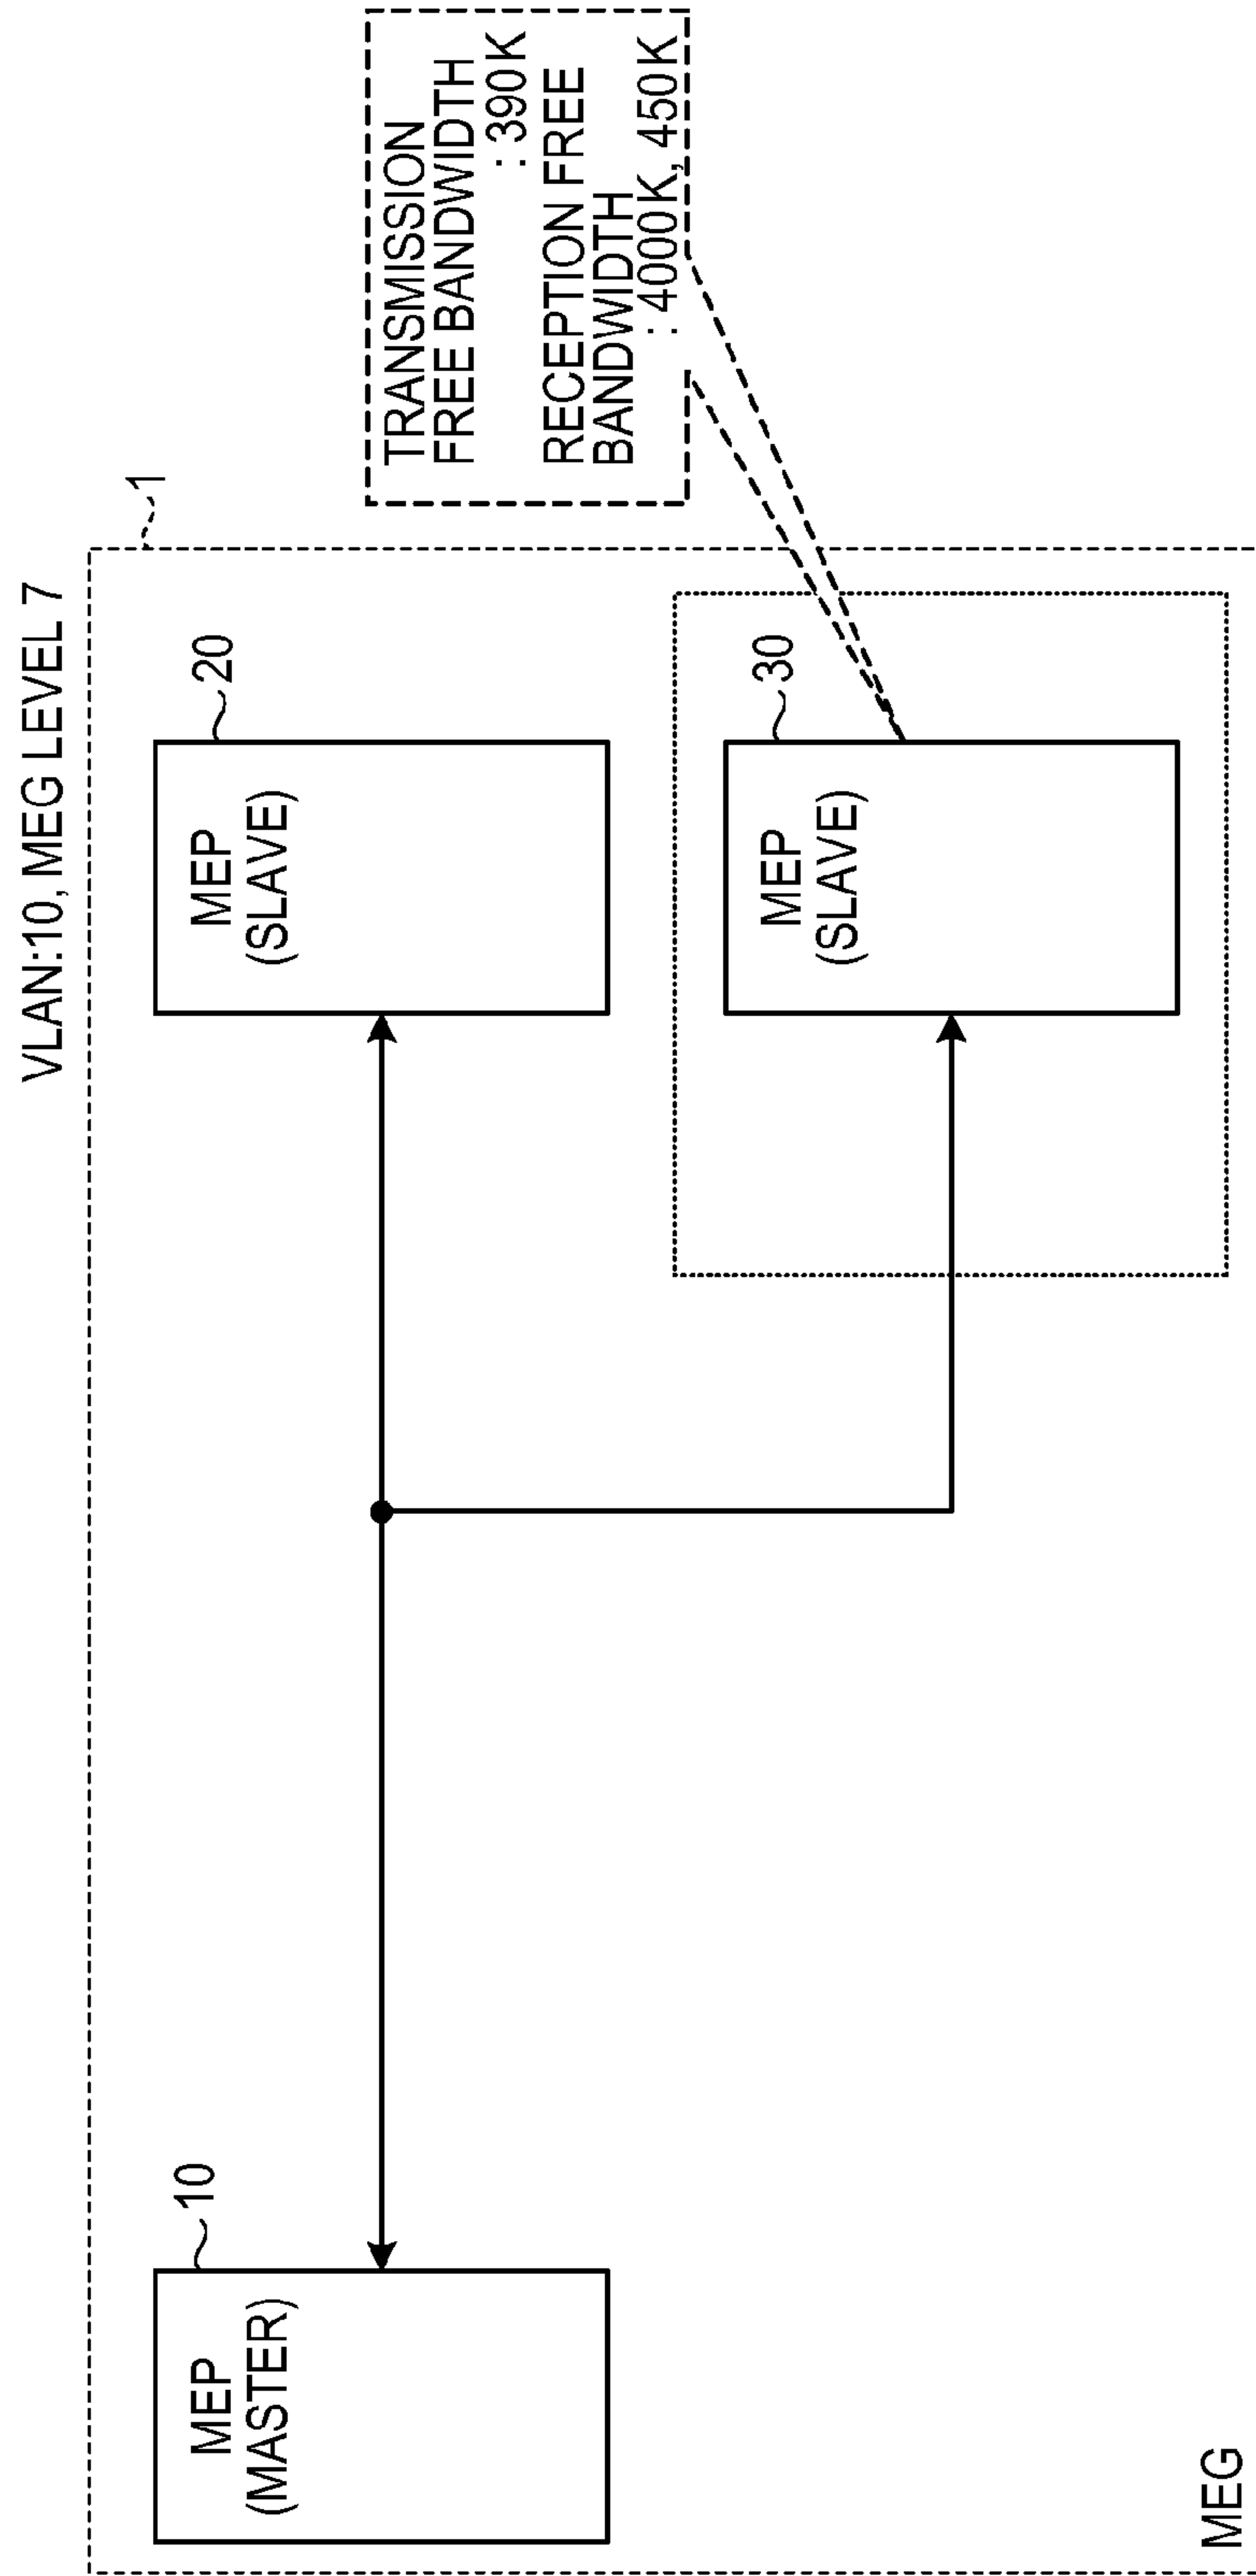 VLAN:10, MEG LEVEL 7
1
10
MEP
(MASTER)
20
MEP
(SLAVE)
30
MEP
(SLAVE)
TRANSMISSION
FREE BANDWIDTH
: 390K
RECEPTION FREE
BANDWIDTH
: 4000K, 450K
MEG